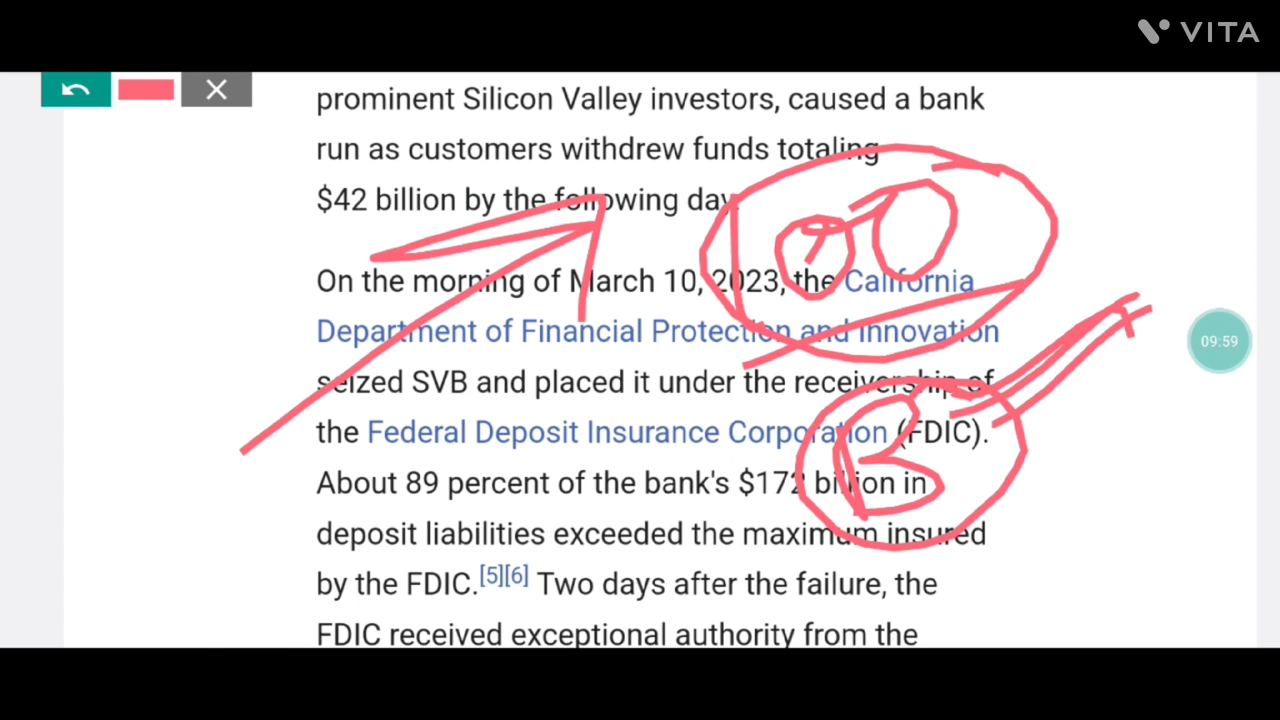 VITA
prominent Silicon Valley investors, caused a bank
run as customers withdrew funds totaling
$42 billion by the following day.
On the morning of March 10, 2023, the California
Department of Financial Protection and Innovation
seized SVB and placed it under the receivership of
the Federal Deposit Insurance Corporation (FDIC).
About 89 percent of the bank's $172 billion in
deposit liabilities exceeded the maximum insured
by the FDIC.[5][6] Two days after the failure, the
FDIC received exceptional authority from the
09:59
B